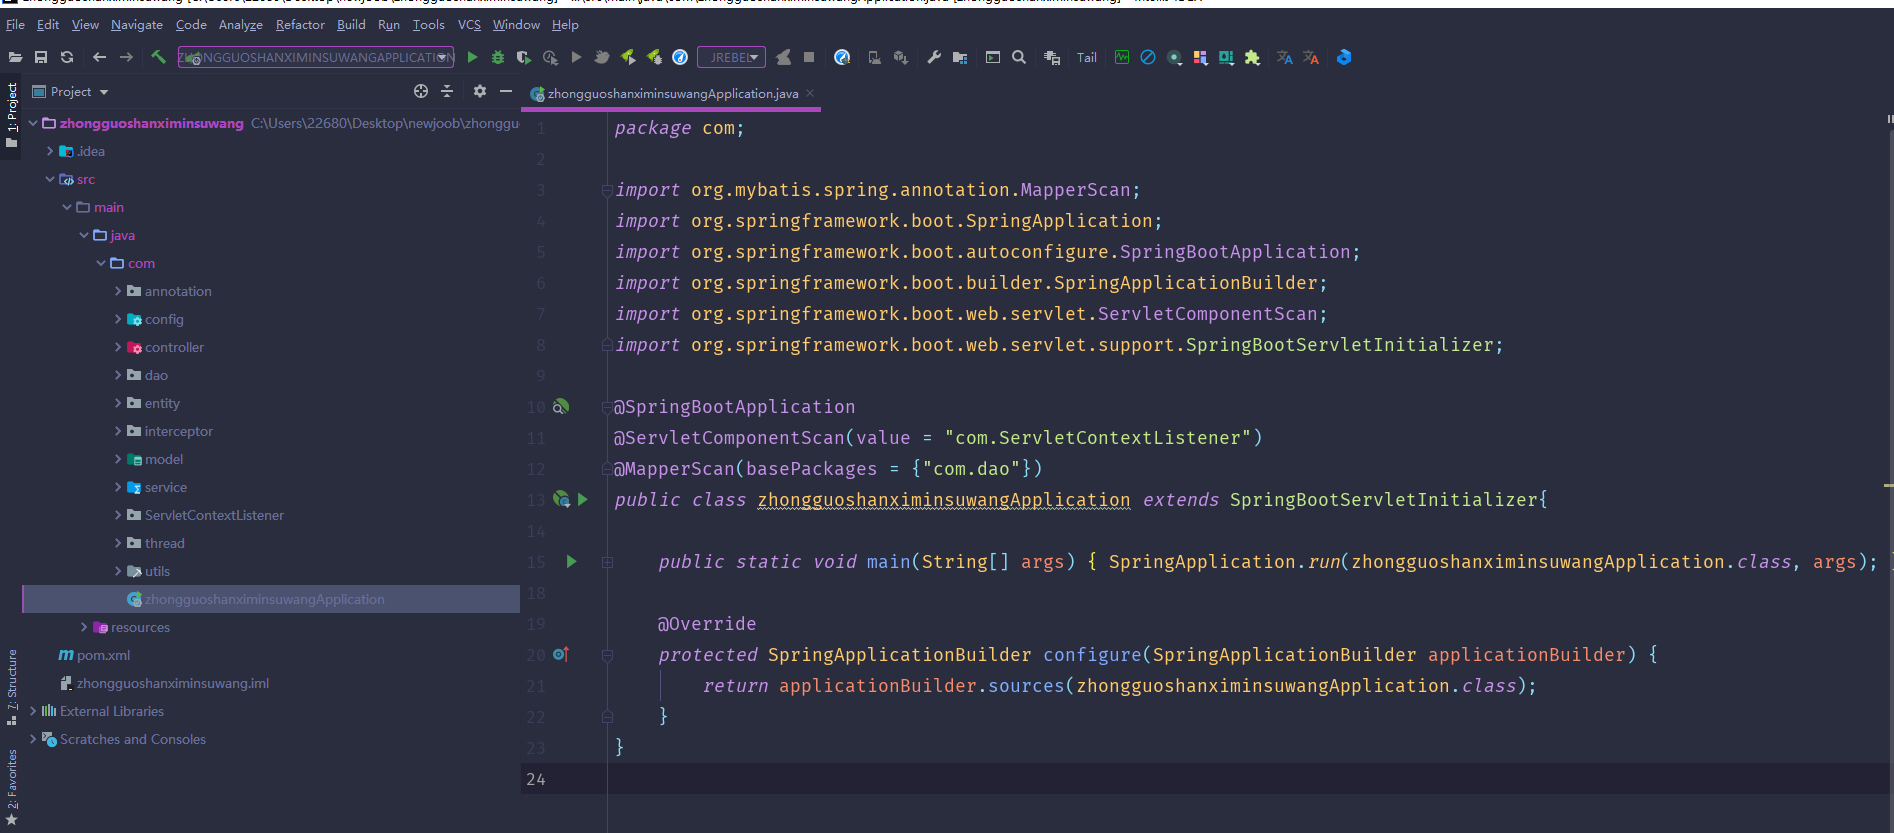 File Edit View Navigate Code Analyze Refactor Build Run Tools VCS Window Help
ZHONGGUOSHANXIMINSUWANGAPPLICATION
JREBEL
Tail
1: Project
Project
zhongguoshanximinsuwangApplication.java
zhongguoshanximinsuwang C:\Users\22680\Desktop\newjoob\zhonggu
.idea
src
main
java
com
annotation
config
controller
dao
entity
interceptor
model
service
ServletContextListener
thread
utils
zhongguoshanximinsuwangApplication
resources
pom.xml
zhongguoshanximinsuwang.iml
External Libraries
Scratches and Consoles
7: Structure
2: Favorites
1 package com;
2
3 import org.mybatis.spring.annotation.MapperScan;
4 import org.springframework.boot.SpringApplication;
5 import org.springframework.boot.autoconfigure.SpringBootApplication;
6 import org.springframework.boot.builder.SpringApplicationBuilder;
7 import org.springframework.boot.web.servlet.ServletComponentScan;
8 import org.springframework.boot.web.servlet.support.SpringBootServletInitializer;
9
10 @SpringBootApplication
11 @ServletComponentScan(value = "com.ServletContextListener")
12 @MapperScan(basePackages = {"com.dao"})
13 public class zhongguoshanximinsuwangApplication extends SpringBootServletInitializer{
14
15 public static void main(String[] args) { SpringApplication.run(zhongguoshanximinsuwangApplication.class, args); }
18
19 @Override
20 protected SpringApplicationBuilder configure(SpringApplicationBuilder applicationBuilder) {
21 return applicationBuilder.sources(zhongguoshanximinsuwangApplication.class);
22 }
23 }
24